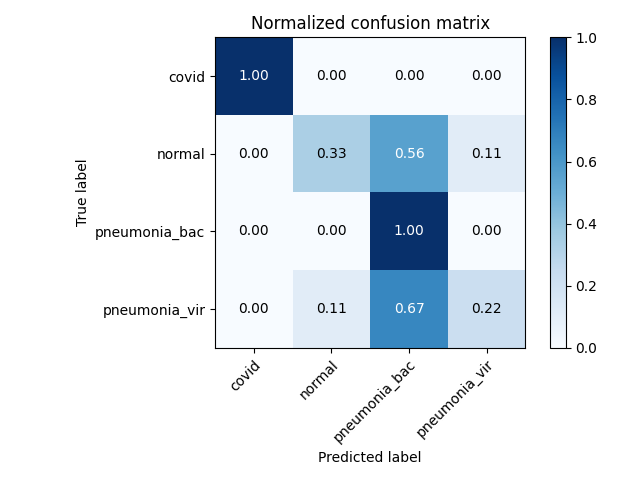 Normalized confusion matrix
True label
covid 1.00 0.00 0.00 0.00
normal 0.00 0.33 0.56 0.11
pneumonia_bac 0.00 0.00 1.00 0.00
pneumonia_vir 0.00 0.11 0.67 0.22
covid normal pneumonia_bac pneumonia_vir
Predicted label
1.0
0.8
0.6
0.4
0.2
0.0